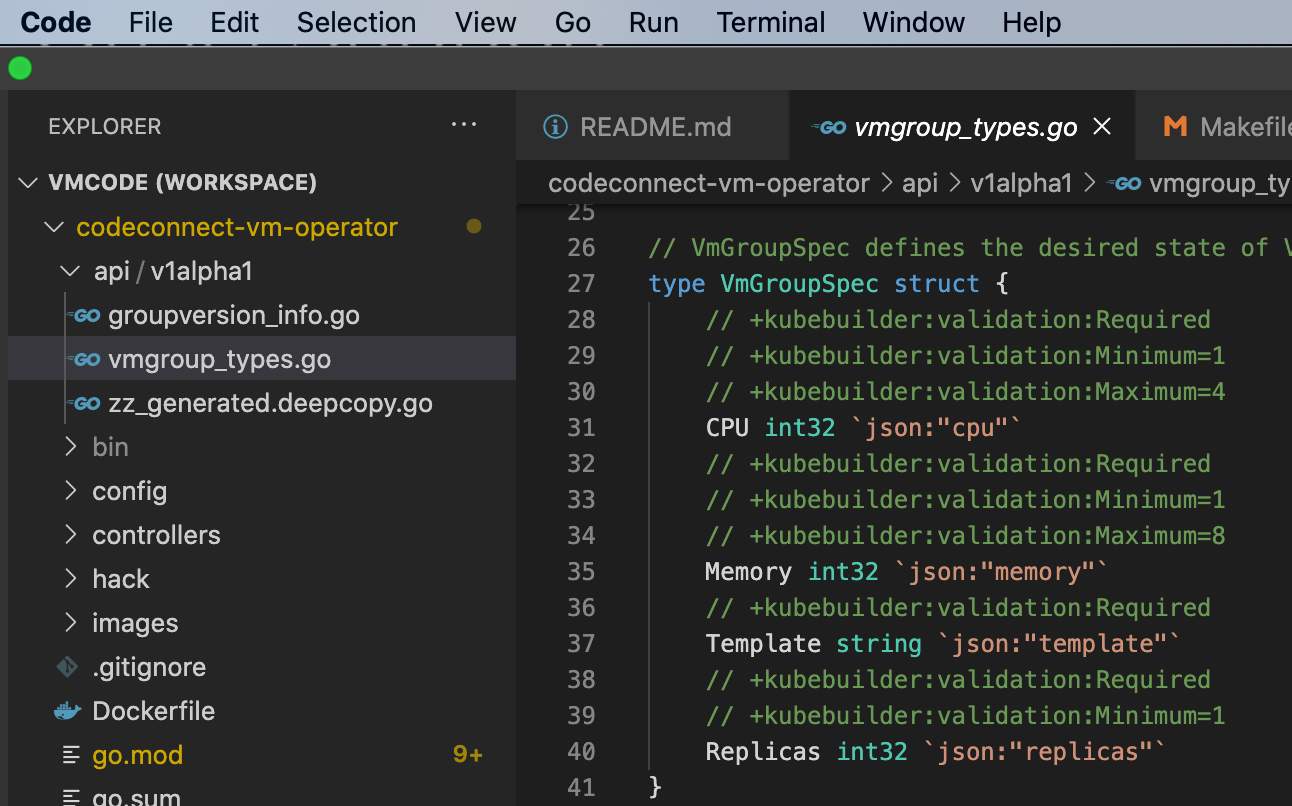 Code File Edit Selection View Go Run Terminal Window Help
EXPLORER ···
VMCODE (WORKSPACE)
codeconnect-vm-operator
api / v1alpha1
GO groupversion_info.go
GO vmgroup_types.go
GO zz_generated.deepcopy.go
bin
config
controllers
hack
images
.gitignore
Dockerfile
go.mod 9+
go.sum
README.md GO vmgroup_types.go M Makefile
codeconnect-vm-operator > api > v1alpha1 > GO vmgroup_ty
25
26 // VmGroupSpec defines the desired state of V
27 type VmGroupSpec struct {
28 // +kubebuilder:validation:Required
29 // +kubebuilder:validation:Minimum=1
30 // +kubebuilder:validation:Maximum=4
31 CPU int32 `json:"cpu"`
32 // +kubebuilder:validation:Required
33 // +kubebuilder:validation:Minimum=1
34 // +kubebuilder:validation:Maximum=8
35 Memory int32 `json:"memory"`
36 // +kubebuilder:validation:Required
37 Template string `json:"template"`
38 // +kubebuilder:validation:Required
39 // +kubebuilder:validation:Minimum=1
40 Replicas int32 `json:"replicas"`
41 }